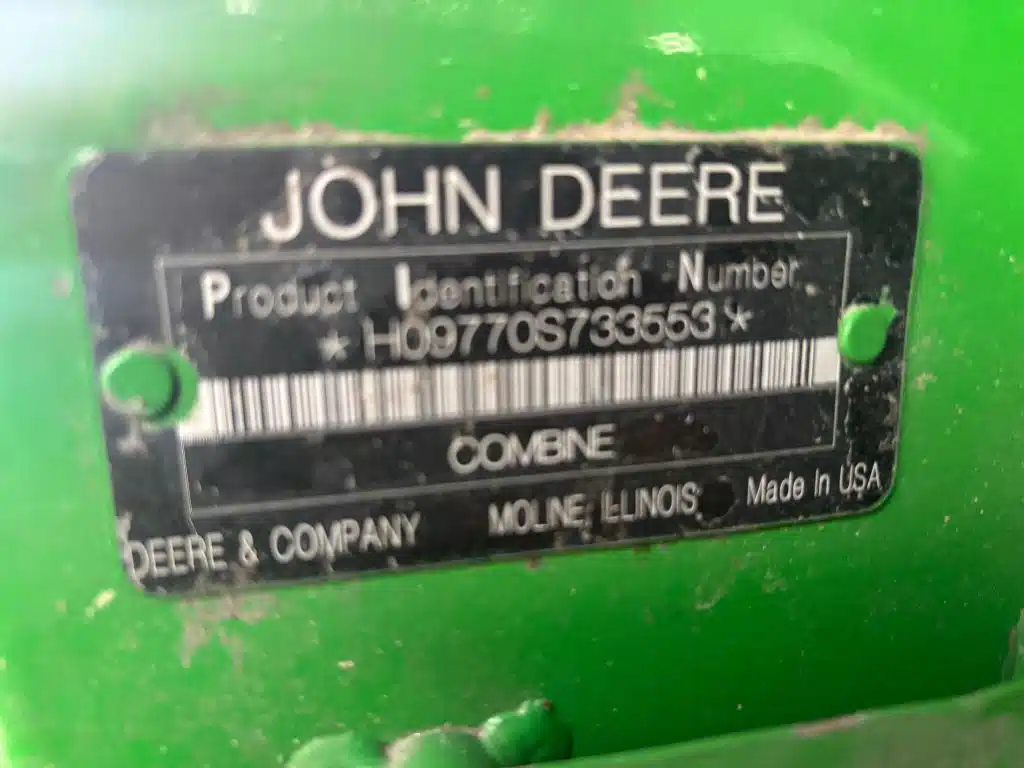 JOHN DEERE
Product Identification Number
* H09770S733553 *
COMBINE
DEERE & COMPANY MOLINE, ILLINOIS Made In USA